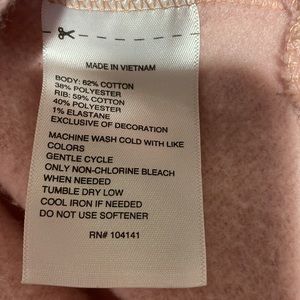 MADE IN VIETNAM
BODY: 62% COTTON
38% POLYESTER
RIB: 59% COTTON
40% POLYESTER
1% ELASTANE
EXCLUSIVE OF DECORATION
MACHINE WASH COLD WITH LIKE
COLORS
GENTLE CYCLE
ONLY NON-CHLORINE BLEACH
WHEN NEEDED
TUMBLE DRY LOW
COOL IRON IF NEEDED
DO NOT USE SOFTENER
RN# 104141